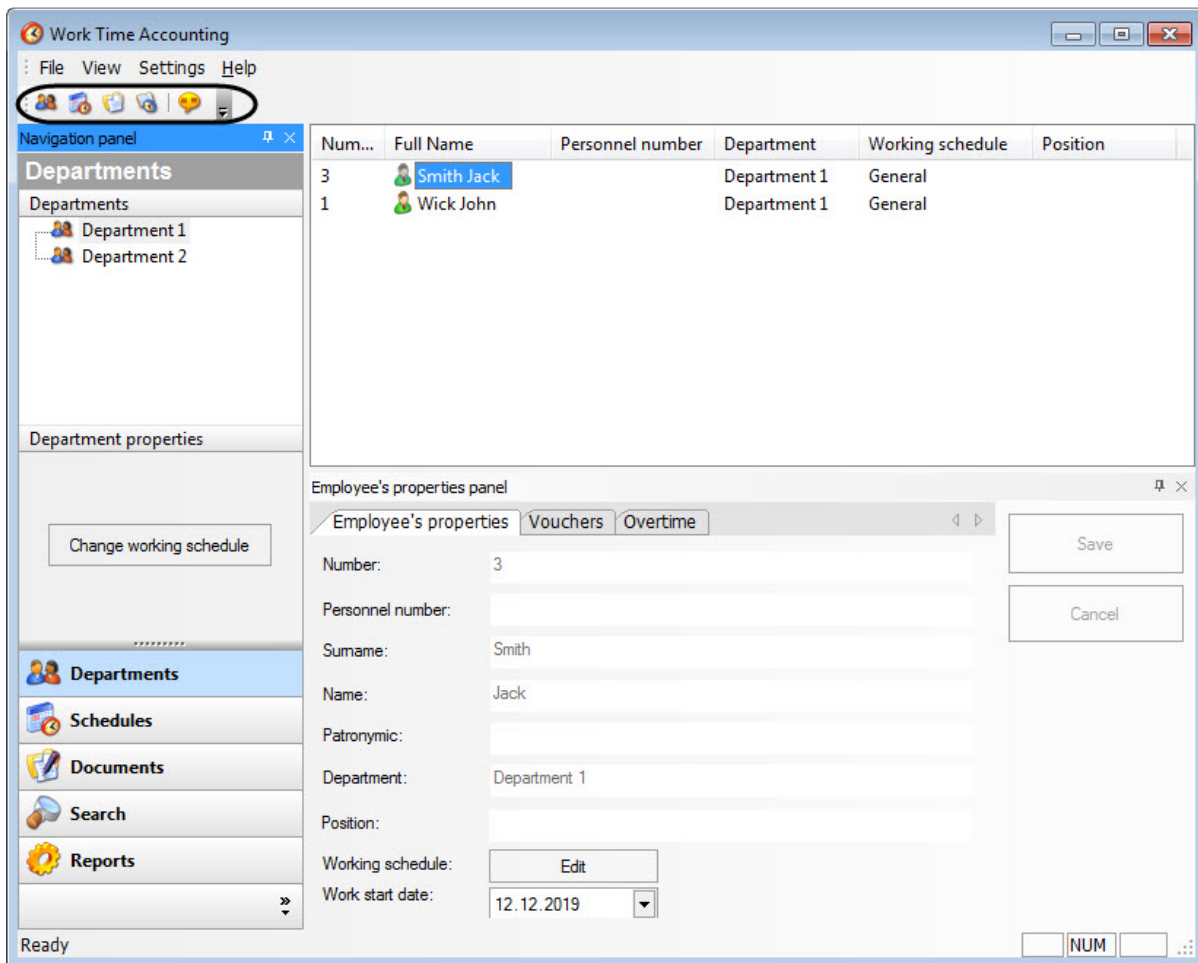 Work Time Accounting
File View Settings Help
Navigation panel
Departments
Departments
Department 1
Department 2
Department properties
Change working schedule
Departments
Schedules
Documents
Search
Reports
»
Num... Full Name Personnel number Department Working schedule Position
3 Smith Jack Department 1 General
1 Wick John Department 1 General
Employee's properties panel
Employee's properties Vouchers Overtime
Number: 3
Personnel number:
Surname: Smith
Name: Jack
Patronymic:
Department: Department 1
Position:
Working schedule: Edit
Work start date: 12.12.2019
Save
Cancel
Ready NUM